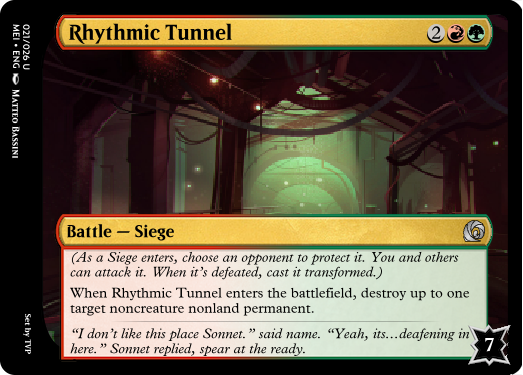 Rhythmic Tunnel
2
Battle — Siege
(As a Siege enters, choose an opponent to protect it. You and others
can attack it. When it's defeated, cast it transformed.)
When Rhythmic Tunnel enters the battlefield, destroy up to one
target noncreature nonland permanent.
"I don't like this place Sonnet." said name. "Yeah, its…deafening in
here." Sonnet replied, spear at the ready.
7
021/026 U
MEI • ENG Matteo Bassini
Set by TVP